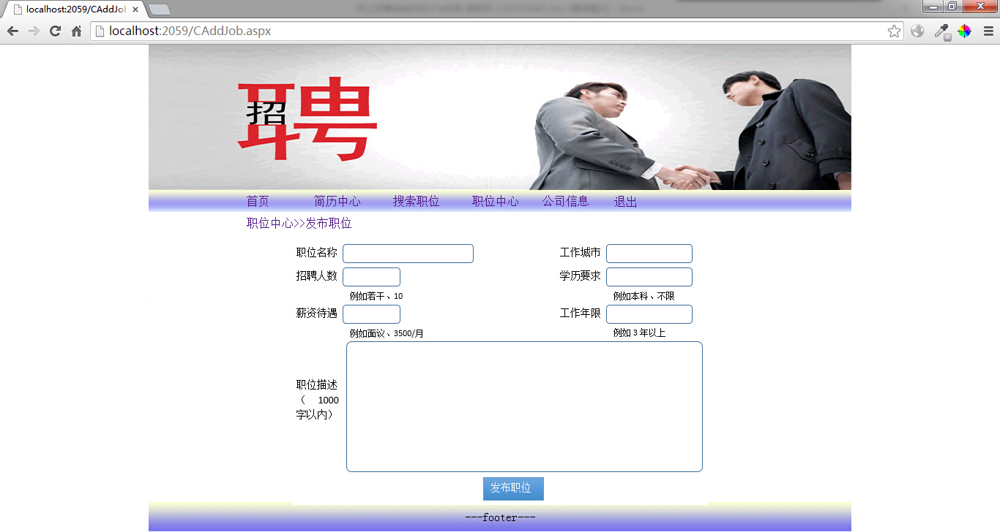 localhost:2059/CAddJob
localhost:2059/CAddJob.aspx
招聘
首页 简历中心 搜索职位 职位中心 公司信息 退出
职位中心>>发布职位
职位名称 工作城市
招聘人数 学历要求
例如若干、10 例如本科、不限
薪资待遇 工作年限
例如面议、3500/月 例如 3 年以上
职位描述
（ 1000
字以内）
发布职位
---footer---